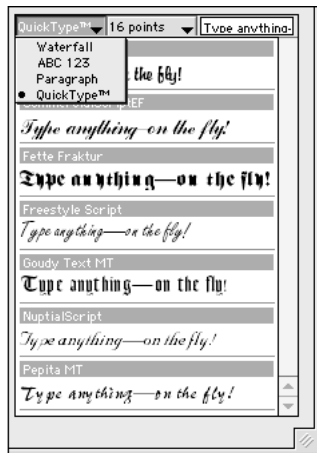 QuickType™ 16 points Type anything-
Waterfall
ABC 123
Paragraph
• QuickType™
the fly!
Type anything—on the fly!
Fette Fraktur
Type anything—on the fly!
Freestyle Script
Type anything—on the fly!
Goudy Text MT
Type anything—on the fly!
NuptialScript
Type anything—on the fly!
Pepita MT
Type anything—on the fly!